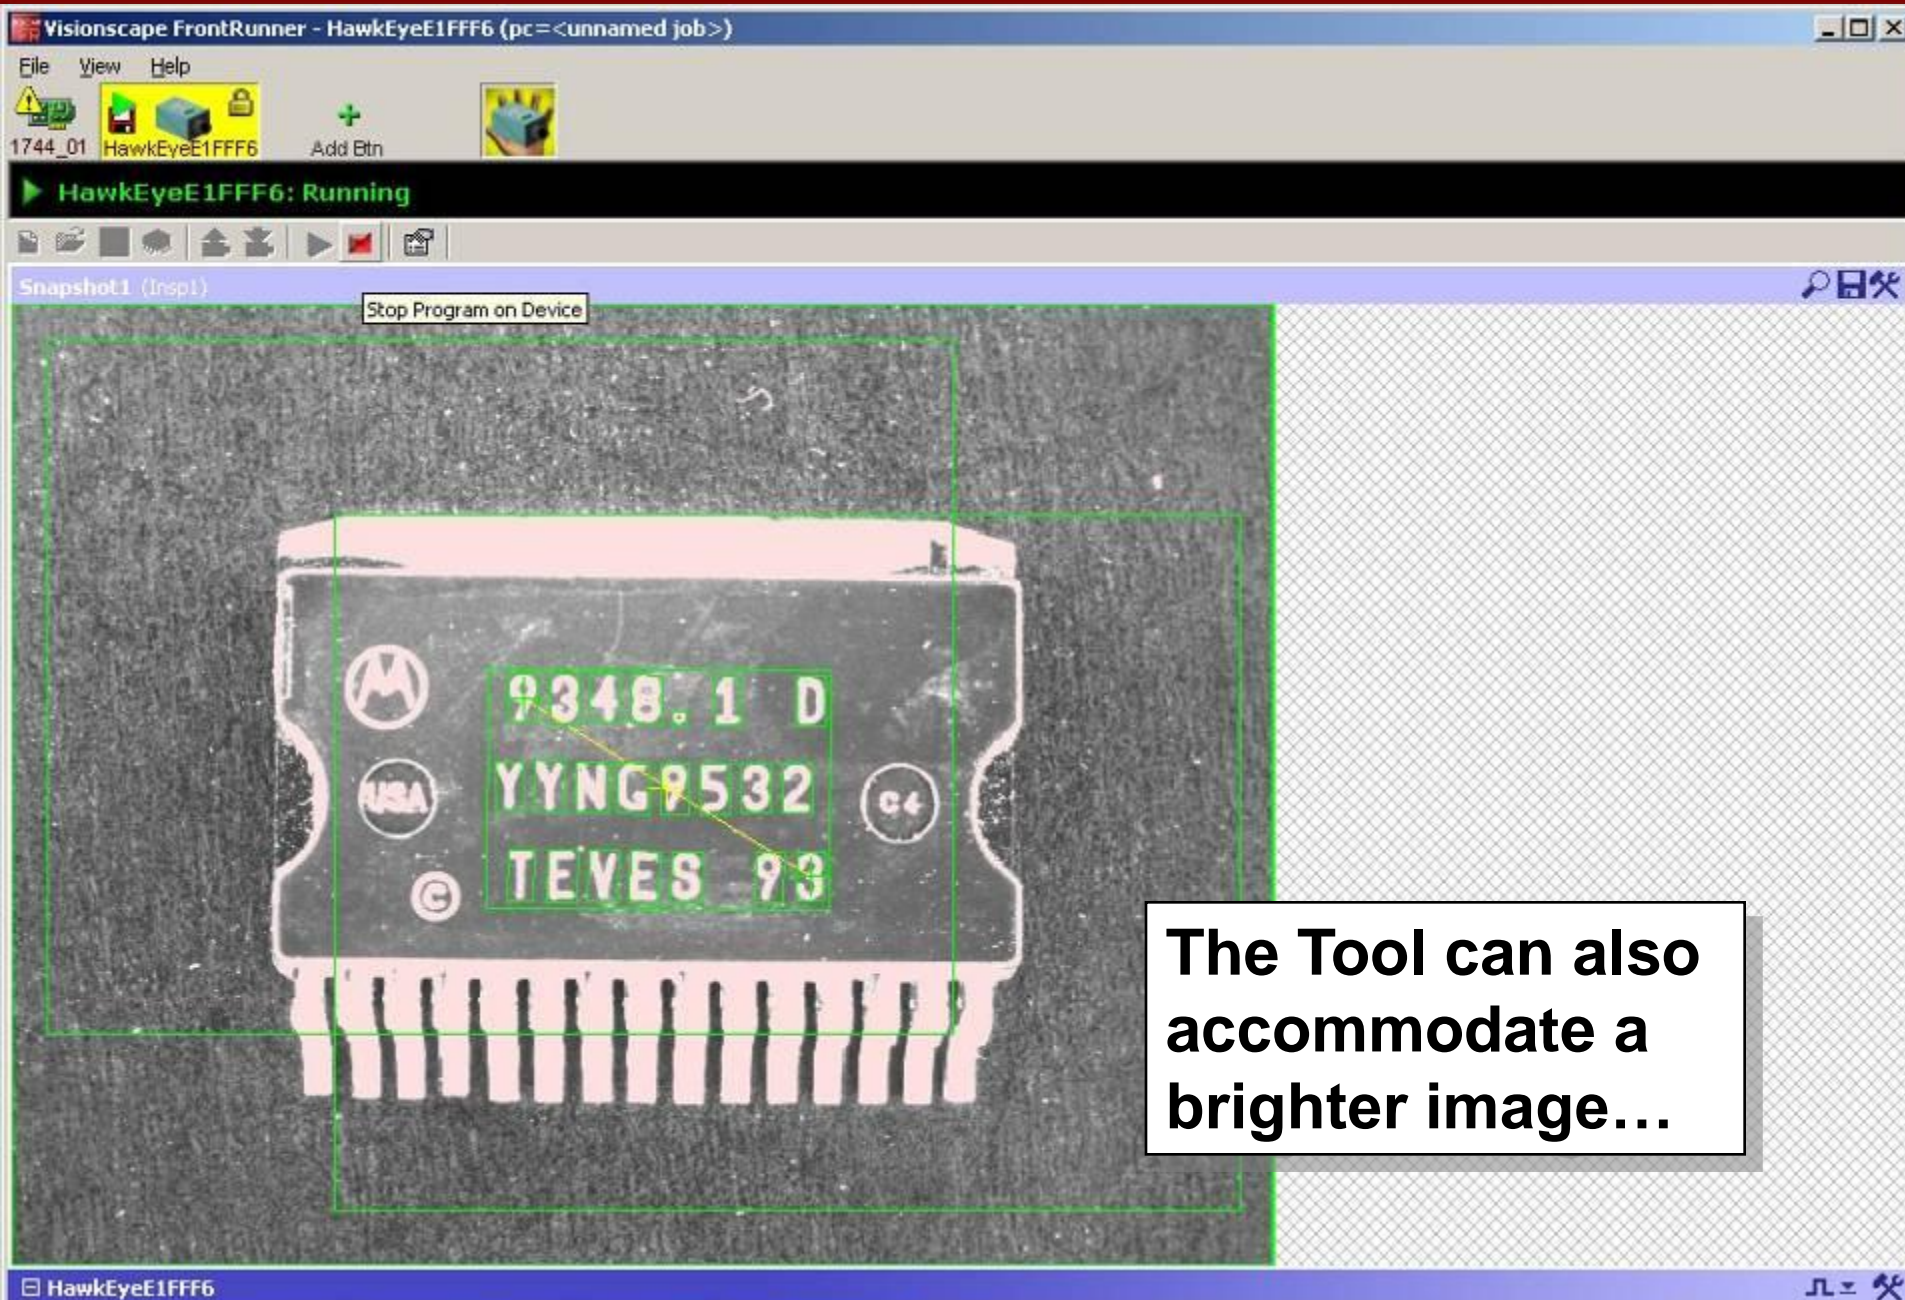 Visionscape FrontRunner - HawkEyeE1FFF6 (pc=<unnamed job>)
File View Help
1744_01 HawkEyeE1FFF6 Add Btn
HawkEyeE1FFF6: Running
Snapshot1 (Insp1)
Stop Program on Device
M
9348.1 D
USA YYNG9532 C4
© TEVES 93
The Tool can also
accommodate a
brighter image…
HawkEyeE1FFF6